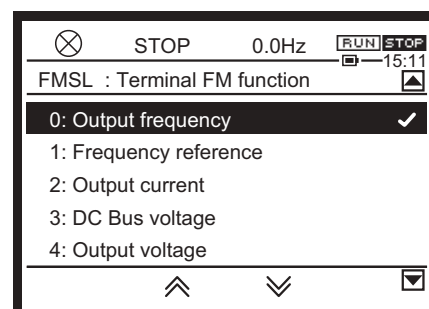 STOP 0.0Hz RUN STOP
15:11
FMSL : Terminal FM function
0: Output frequency
1: Frequency reference
2: Output current
3: DC Bus voltage
4: Output voltage